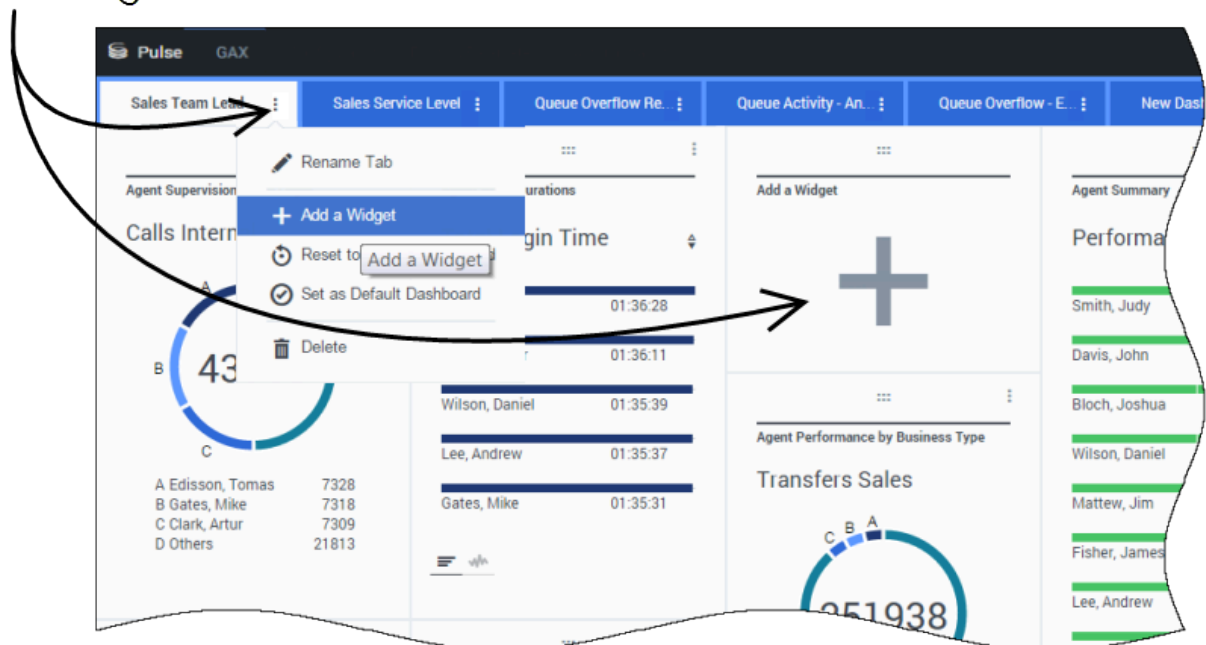 Pulse GAX
Sales Team Lead
Sales Service Level
Queue Overflow Re...
Queue Activity - An...
Queue Overflow - E...
New Das
Rename Tab
Add a Widget
Reset to
Add a Widget
Set as Default Dashboard
Delete
Agent Supervision
Calls Intern
A
B
C
43
A Edisson, Tomas 7328
B Gates, Mike 7318
C Clark, Artur 7309
D Others 21813
urations
gin Time
01:36:28
01:36:11
Wilson, Daniel 01:35:39
Lee, Andrew 01:35:37
Gates, Mike 01:35:31
Add a Widget
Agent Performance by Business Type
Transfers Sales
C B A
251938
Agent Summary
Performa
Smith, Judy
Davis, John
Bloch, Joshua
Wilson, Daniel
Mattew, Jim
Fisher, James
Lee, Andrew